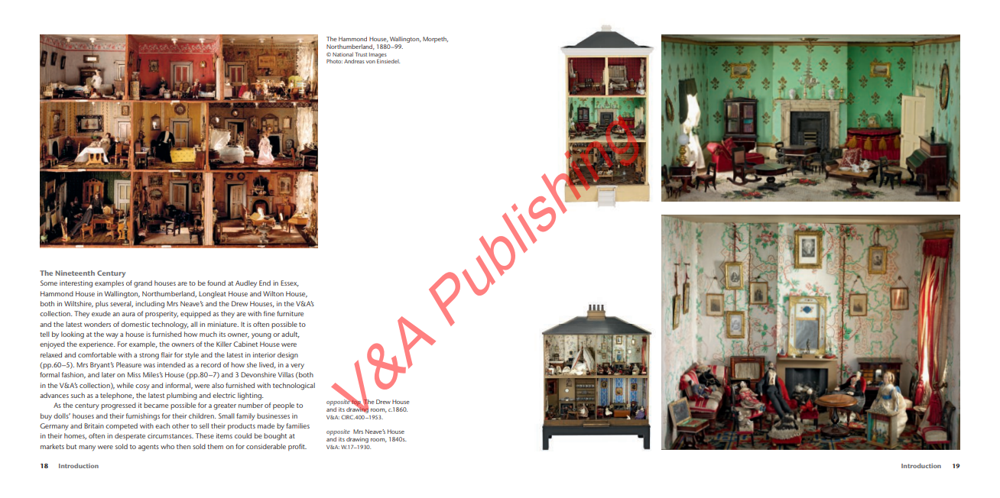 The Hammond House, Wallington, Morpeth,
Northumberland, 1880–99.
© National Trust Images
Photo: Andreas von Einsiedel.
The Nineteenth Century
Some interesting examples of grand houses are to be found at Audley End in Essex,
Hammond House in Wallington, Northumberland, Longleat House and Wilton House,
both in Wiltshire, plus several, including Mrs Neave's and the Drew Houses, in the V&A's
collection. They exude an aura of prosperity, equipped as they are with fine furniture
and the latest wonders of domestic technology, all in miniature. It is often possible to
tell by looking at the way a house is furnished how much its owner, young or adult,
enjoyed the experience. For example, the owners of the Killer Cabinet House were
relaxed and comfortable with a strong flair for style and the latest in interior design
(pp.60–5). Mrs Bryant's Pleasure was intended as a record of how she lived, in a very
formal fashion, and later on Miss Miles's House (pp.80–7) and 3 Devonshire Villas (both
in the V&A's collection), while cosy and informal, were also furnished with technological
advances such as a telephone, the latest plumbing and electric lighting.
As the century progressed it became possible for a greater number of people to
buy dolls' houses and their furnishings for their children. Small family businesses in
Germany and Britain competed with each other to sell their products made by families
in their homes, often in desperate circumstances. These items could be bought at
markets but many were sold to agents who then sold them on for considerable profit.
opposite top The Drew House
and its drawing room, c.1860.
V&A: CIRC.400–1953.
opposite Mrs Neave's House
and its drawing room, 1840s.
V&A: W.17–1930.
18 Introduction
Introduction 19
V&A Publishing